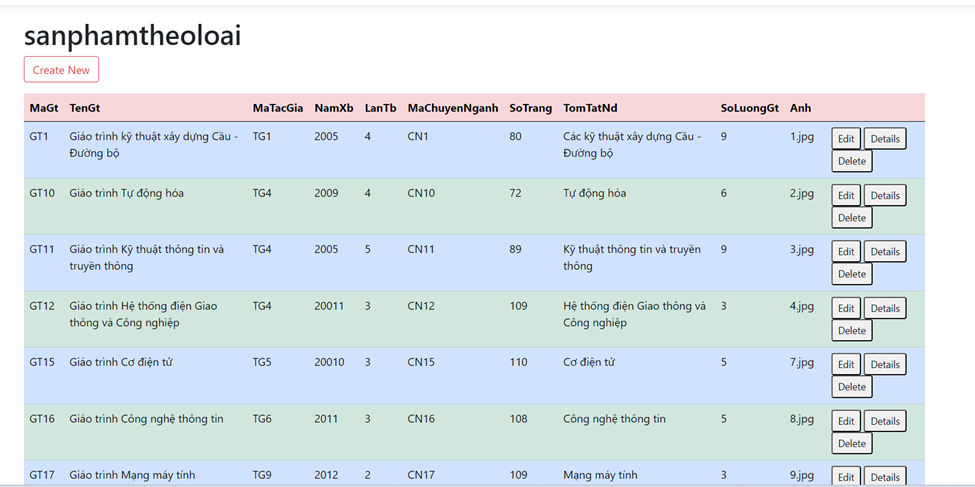 sanphamtheoloai
Create New
MaGt TenGt MaTacGia NamXb LanTb MaChuyenNganh SoTrang TomTatNd SoLuongGt Anh
GT1 Giáo trình kỹ thuật xây dựng Cầu - TG1 2005 4 CN1 80 Các kỹ thuật xây dựng Cầu - 9 1.jpg Edit Details
Đường bộ Đường bộ Delete
GT10 Giáo trình Tự động hóa TG4 2009 4 CN10 72 Tự động hóa 6 2.jpg Edit Details
Delete
GT11 Giáo trình Kỹ thuật thông tin và TG4 2005 5 CN11 89 Kỹ thuật thông tin và truyền 9 3.jpg Edit Details
truyền thông thông Delete
GT12 Giáo trình Hệ thống điện Giao TG4 20011 3 CN12 109 Hệ thống điện Giao thông và 3 4.jpg Edit Details
thông và Công nghiệp Công nghiệp Delete
GT15 Giáo trình Cơ điện tử TG5 20010 3 CN15 110 Cơ điện tử 5 7.jpg Edit Details
Delete
GT16 Giáo trình Công nghệ thông tin TG6 2011 3 CN16 108 Công nghệ thông tin 5 8.jpg Edit Details
Delete
GT17 Giáo trình Mạng máy tính TG9 2012 2 CN17 109 Mạng máy tính 3 9.jpg Edit Details